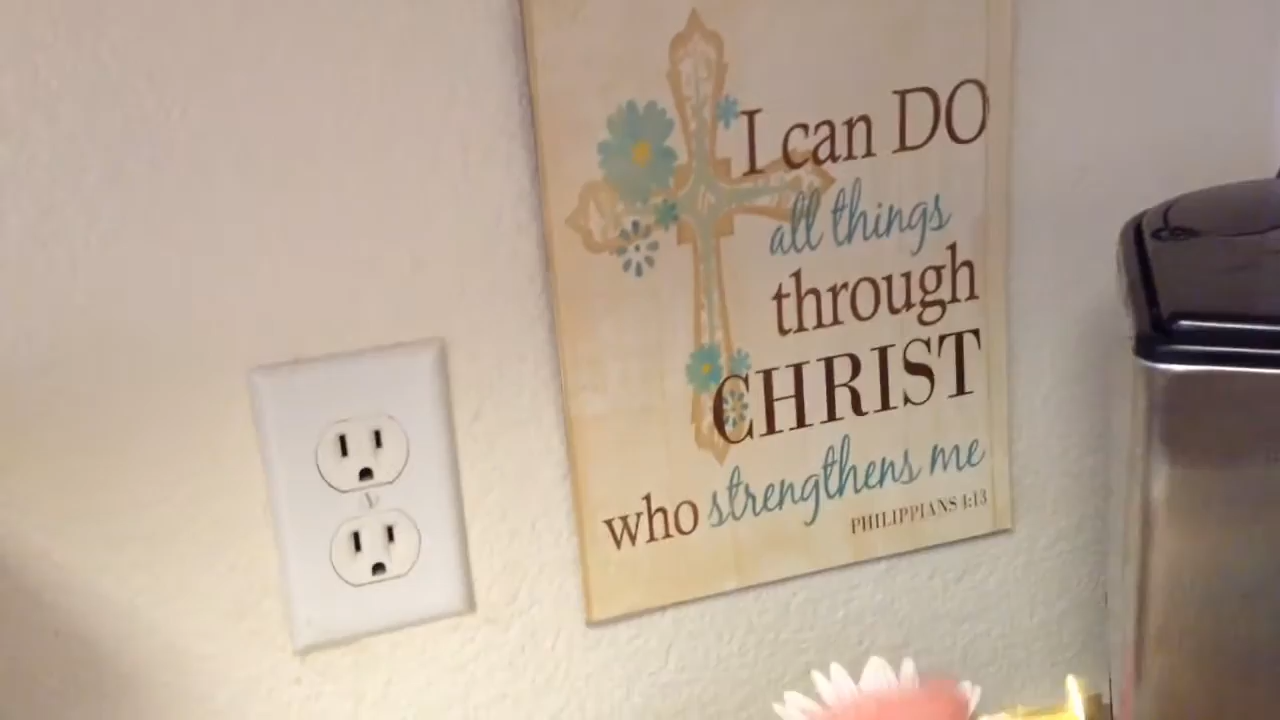 I can DO
all things
through
CHRIST
who strengthens me
PHILIPPIANS 4:13